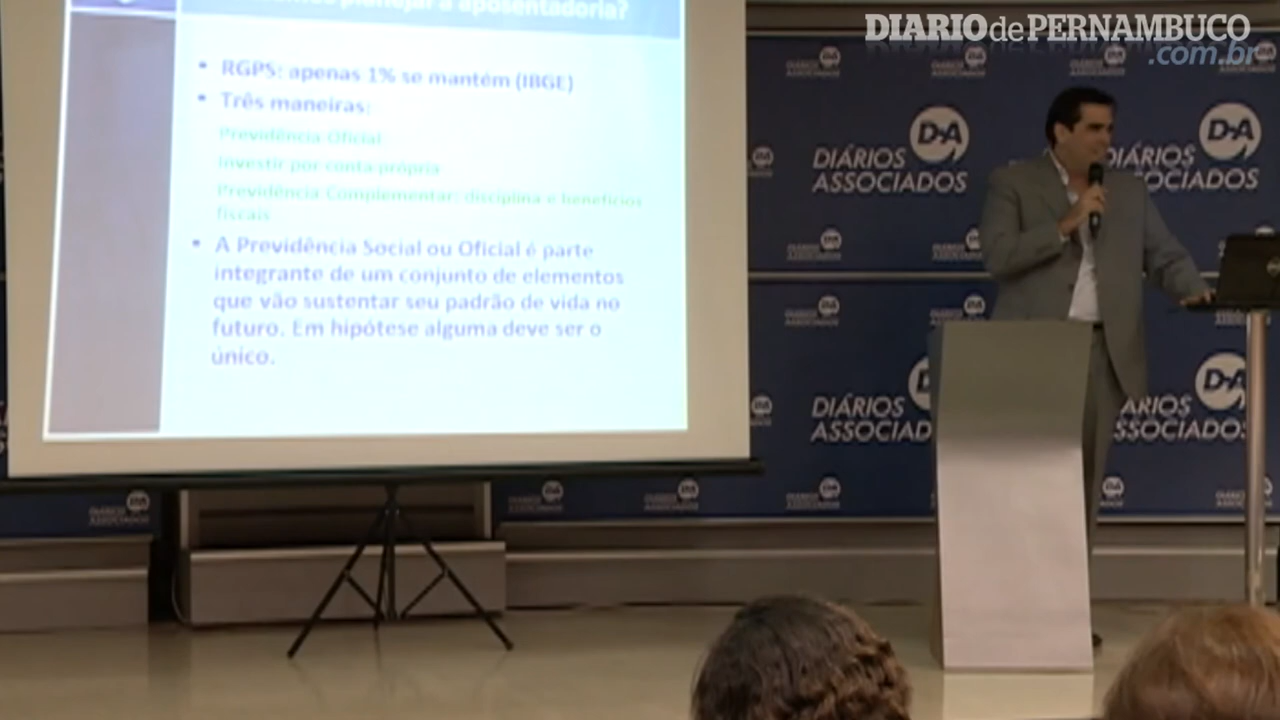 planejar a aposentadoria?
DIARIO de PERNAMBUCO
.com.br
• RGPS: apenas 1% se mantém (IBGE)
• Três maneiras:
Previdência Oficial
Investir por conta própria
Previdência Complementar: disciplina e benefícios
fiscais
• A Previdência Social ou Oficial é parte
integrante de um conjunto de elementos
que vão sustentar seu padrão de vida no
futuro. Em hipótese alguma deve ser o
único.
D-A
DIÁRIOS
ASSOCIADOS
D-A
DIÁRIOS
ASSOCIADOS
DIÁRIOS
D-A
ASSOCIADOS